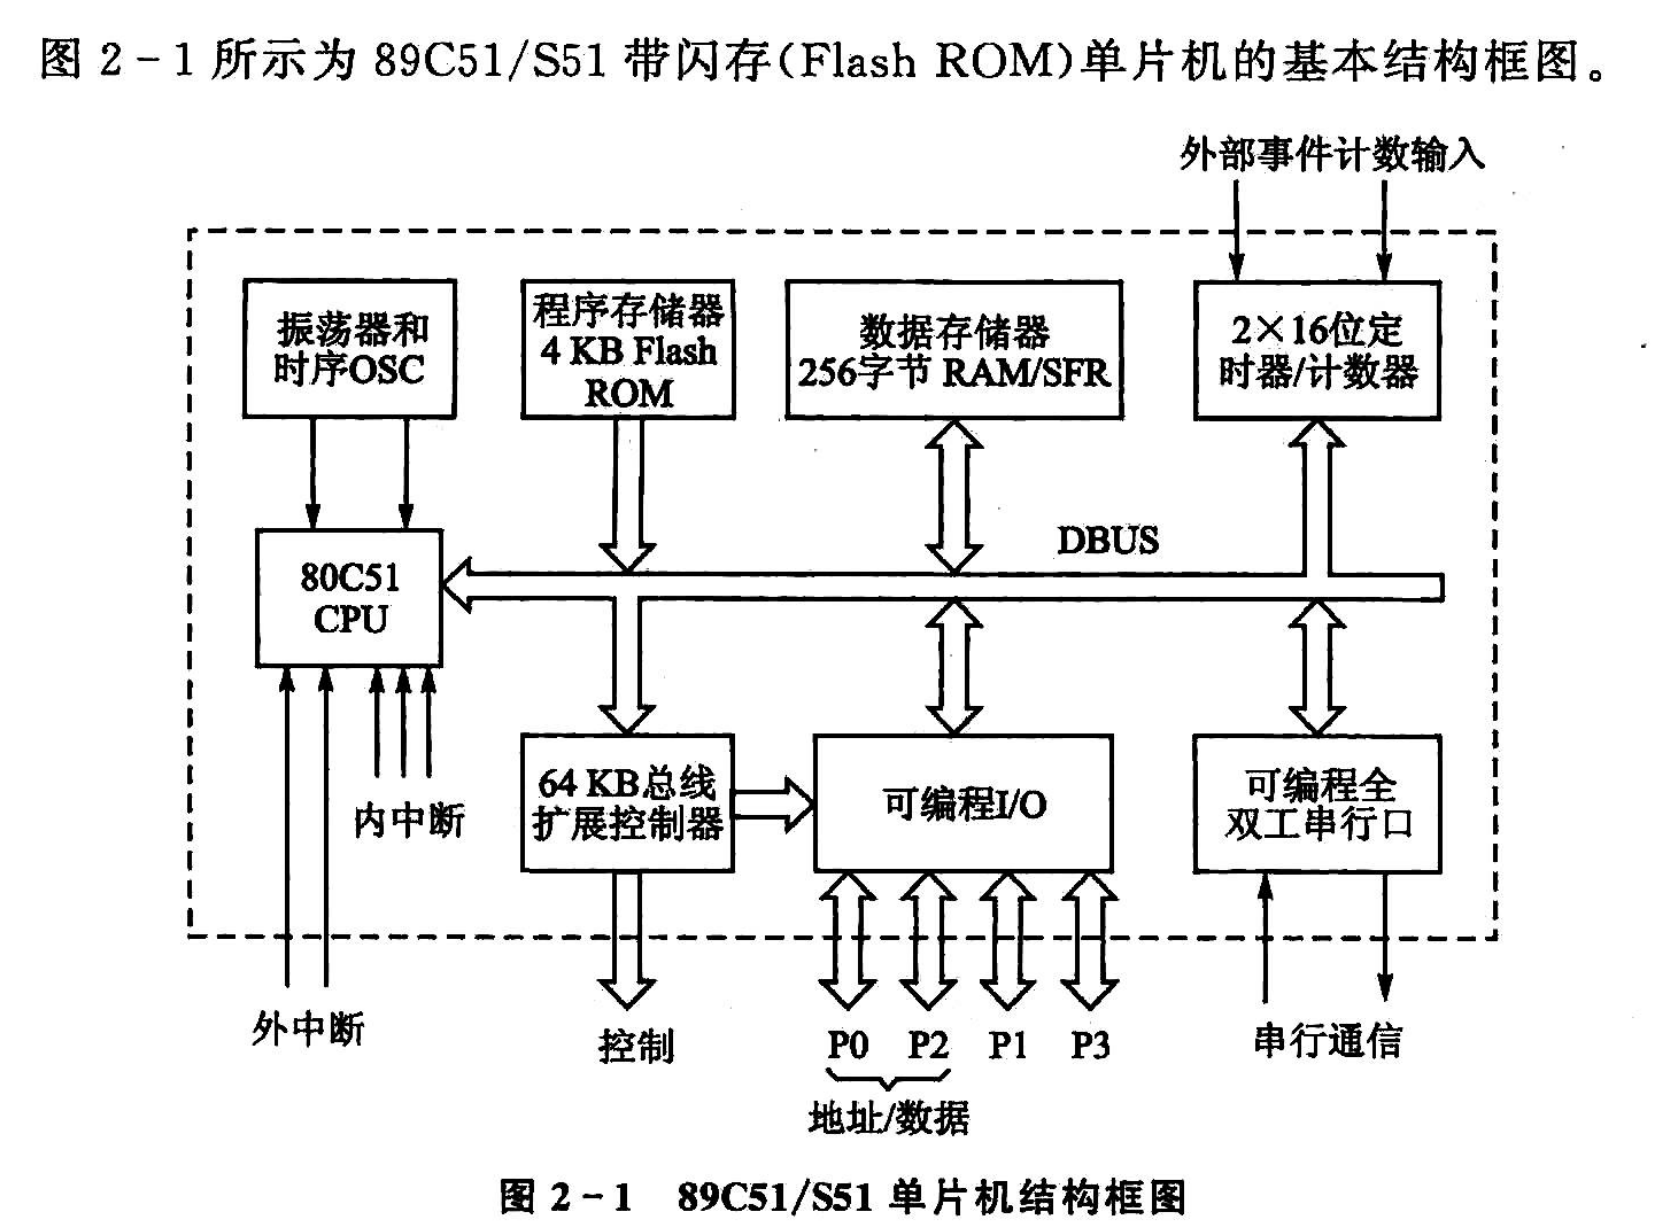 图 2-1 所示为 89C51/S51 带闪存(Flash ROM)单片机的基本结构框图。
外部事件计数输入
振荡器和
时序OSC
程序存储器
4 KB Flash
ROM
数据存储器
256字节 RAM/SFR
2×16位定
时器/计数器
DBUS
80C51
CPU
内中断
64 KB总线
扩展控制器
可编程I/O
可编程全
双工串行口
外中断
控制
P0 P2 P1 P3
串行通信
地址/数据
图 2-1 89C51/S51 单片机结构框图